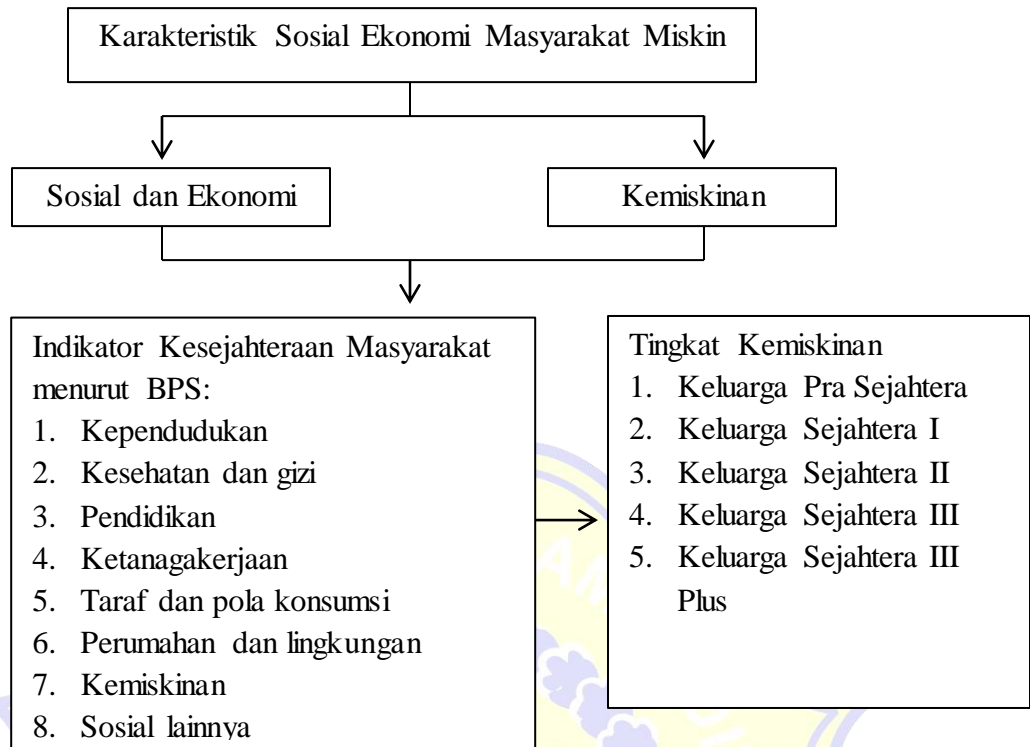 Karakteristik Sosial Ekonomi Masyarakat Miskin
Sosial dan Ekonomi
Kemiskinan
Indikator Kesejahteraan Masyarakat
menurut BPS:
1. Kependudukan
2. Kesehatan dan gizi
3. Pendidikan
4. Ketanagakerjaan
5. Taraf dan pola konsumsi
6. Perumahan dan lingkungan
7. Kemiskinan
8. Sosial lainnya
Tingkat Kemiskinan
1. Keluarga Pra Sejahtera
2. Keluarga Sejahtera I
3. Keluarga Sejahtera II
4. Keluarga Sejahtera III
5. Keluarga Sejahtera III
Plus